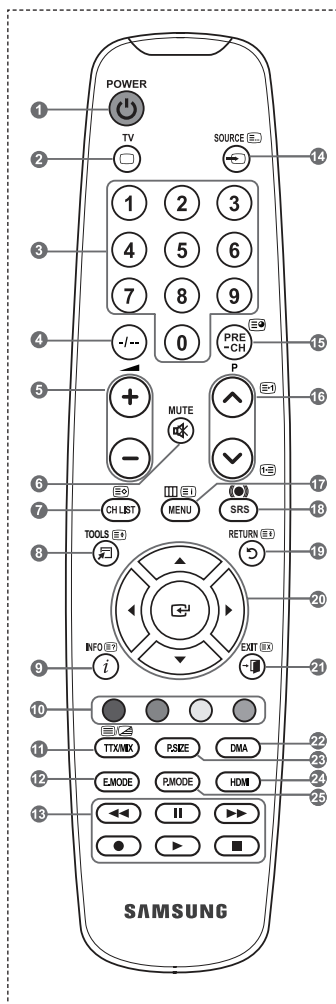 POWER
1
TV
SOURCE
2
14
1 2 3
3
4 5 6
7 8 9
4
-/--
0
PRE
-CH
15
P
5
+
16
MUTE
6
−
17
7
CH LIST
MENU
SRS
18
TOOLS
RETURN
8
19
20
INFO
EXIT
9
i
21
10
11
TTX/MIX
P.SIZE
DMA
22
23
12
E.MODE
P.MODE
HDMI
24
25
13
SAMSUNG